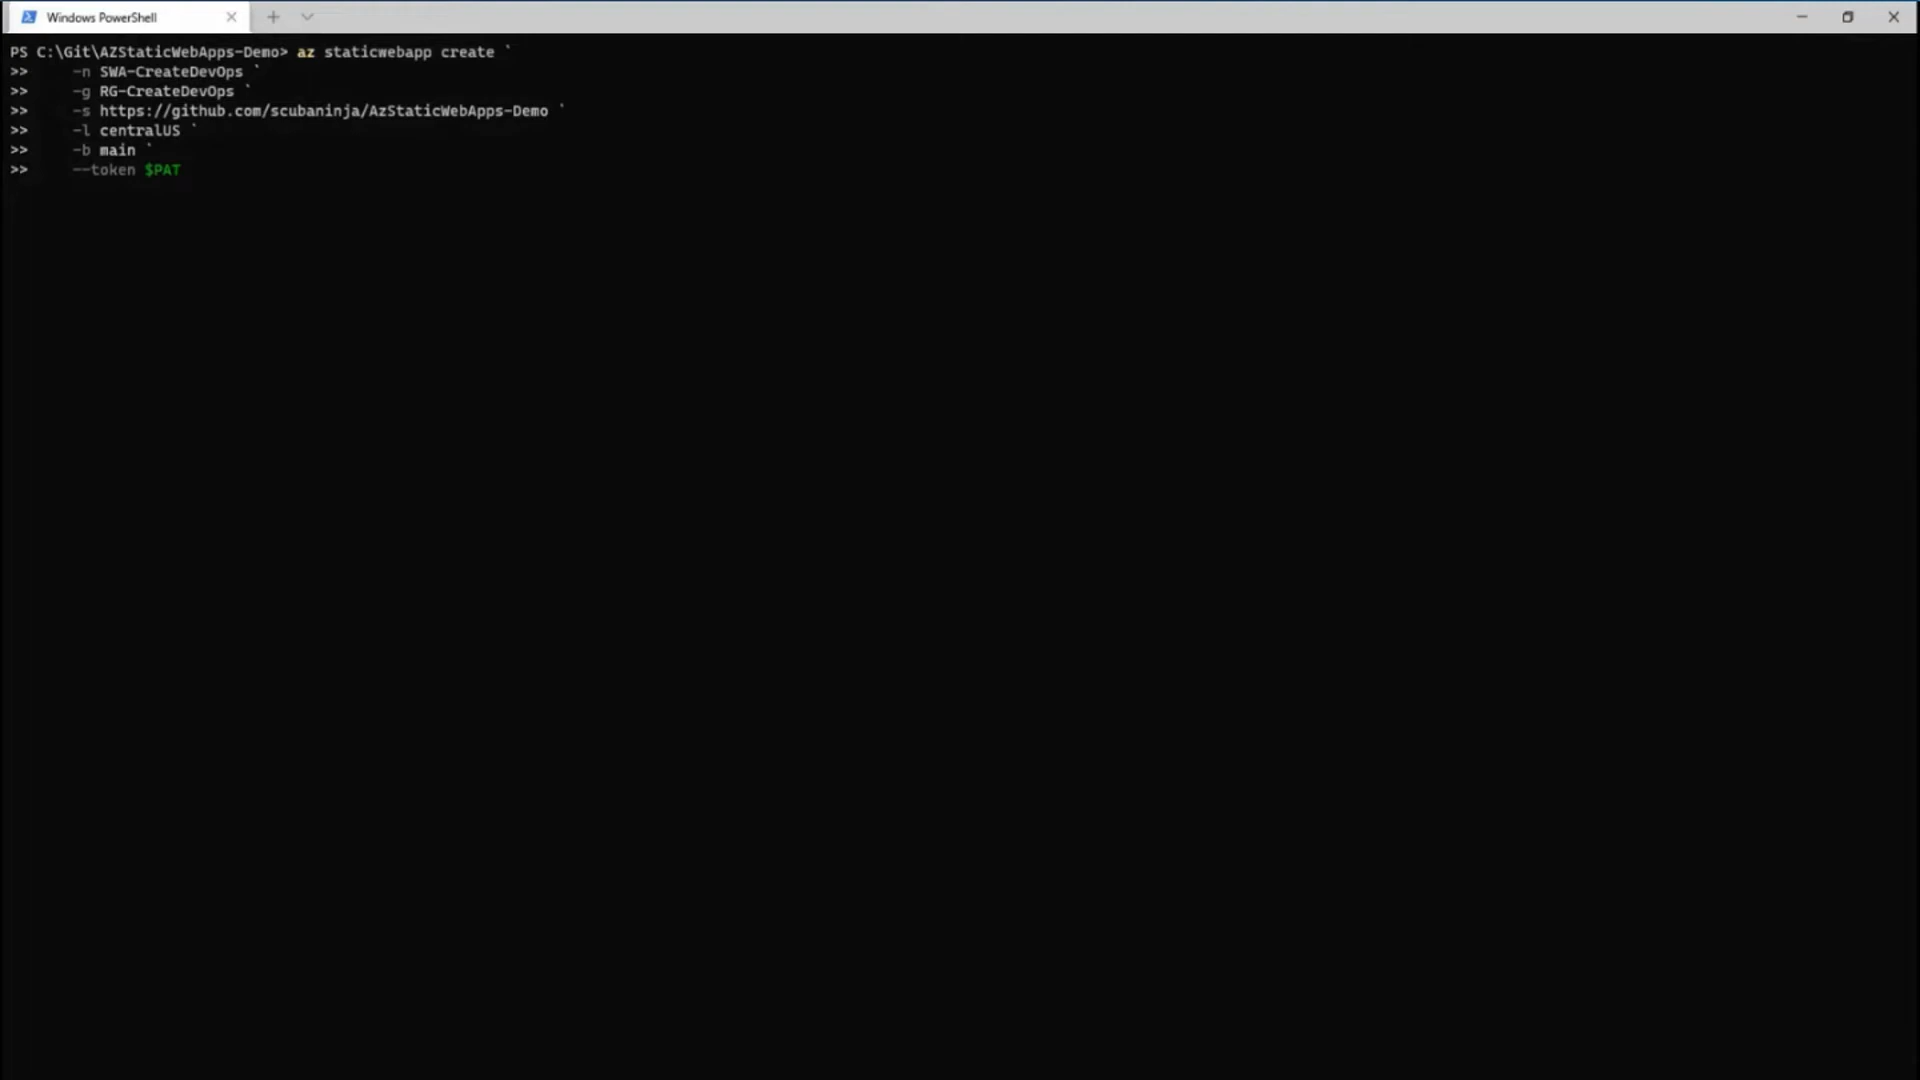 Windows PowerShell
PS C:\Git\AZStaticWebApps-Demo> az staticwebapp create `
>>     -n SWA-CreateDevOps `
>>     -g RG-CreateDevOps `
>>     -s https://github.com/scubaninja/AzStaticWebApps-Demo `
>>     -l centralUS `
>>     -b main `
>>     --token $PAT